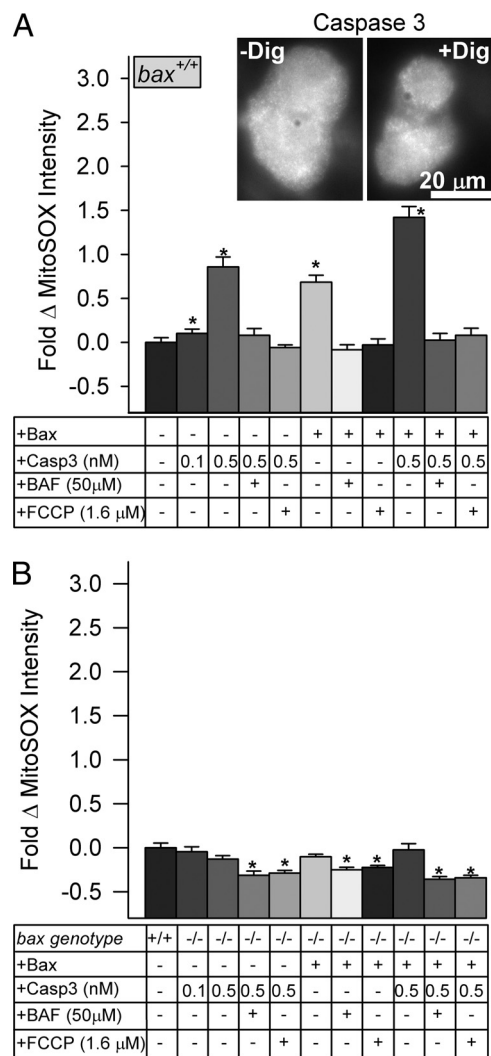 A
Caspase 3
bax+/+
-Dig
+Dig
20 μm
Fold Δ MitoSOX Intensity
3.0
2.5
2.0
1.5
1.0
0.5
0.0
-0.5
* * * *
+Bax - - - - - + + + + + +
+Casp3 (nM) - 0.1 0.5 0.5 0.5 - - - 0.5 0.5 0.5
+BAF (50μM) - - - + - - + - - + -
+FCCP (1.6 μM) - - - - + - - + - - +
B
Fold Δ MitoSOX Intensity
3.0
2.5
2.0
1.5
1.0
0.5
0.0
-0.5
* * * * * *
bax genotype +/+ -/- -/- -/- -/- -/- -/- -/- -/- -/- -/-
+Bax - - - - - + + + + + +
+Casp3 (nM) - 0.1 0.5 0.5 0.5 - - - 0.5 0.5 0.5
+BAF (50μM) - - - + - - + - - + -
+FCCP (1.6 μM) - - - - + - - + - - +